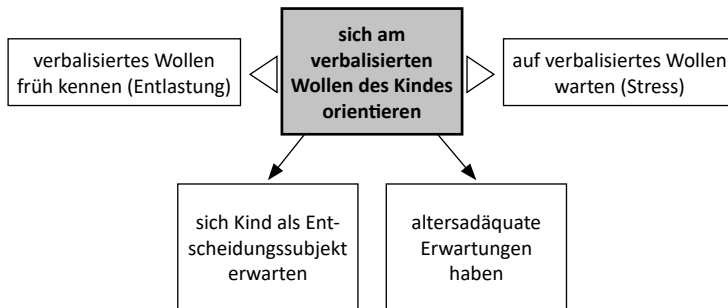 verbalisiertes Wollen
früh kennen (Entlastung)
sich am
verbalisierten
Wollen des Kindes
orientieren
auf verbalisiertes Wollen
warten (Stress)
sich Kind als Ent-
scheidungssubjekt
erwarten
altersadäquate
Erwartungen
haben